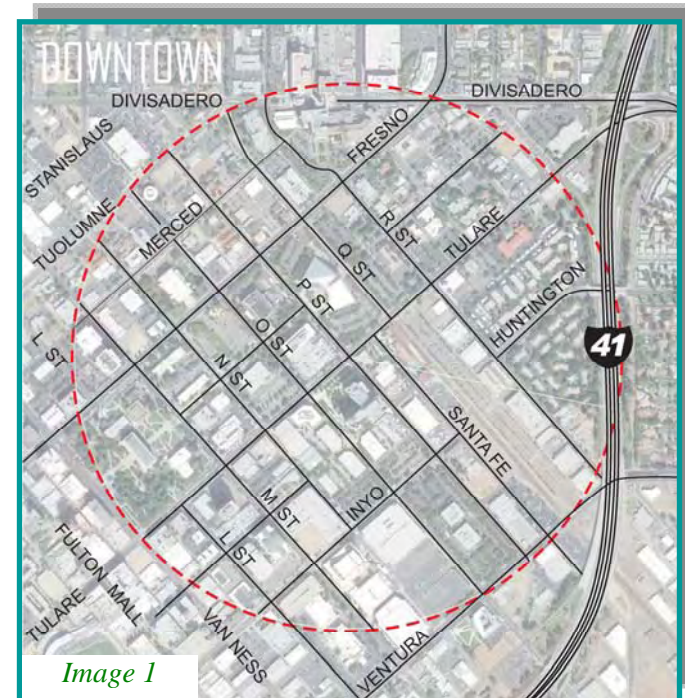 DOWNTOWN
DIVISADERO
DIVISADERO
STANISLAUS
FRESNO
TUOLUMNE
MERCED
R ST
TULARE
Q ST
P ST
HUNTINGTON
L ST
O ST
41
N ST
SANTA FE
M ST
INYO
L ST
FULTON MALL
TULARE
VAN NESS
VENTURA
Image 1